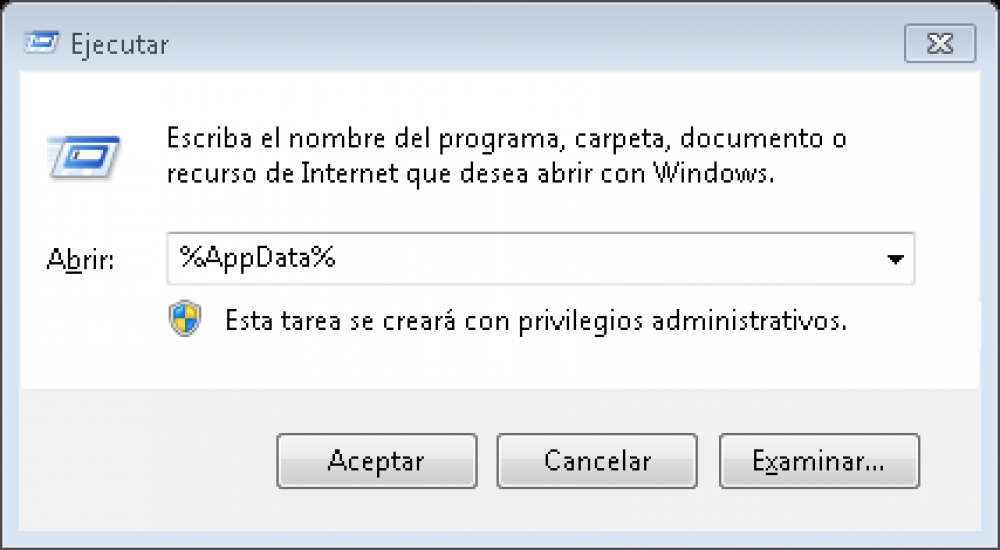 Ejecutar
Escriba el nombre del programa, carpeta, documento o
recurso de Internet que desea abrir con Windows.
Abrir: %AppData%
Esta tarea se creará con privilegios administrativos.
Aceptar Cancelar Examinar...